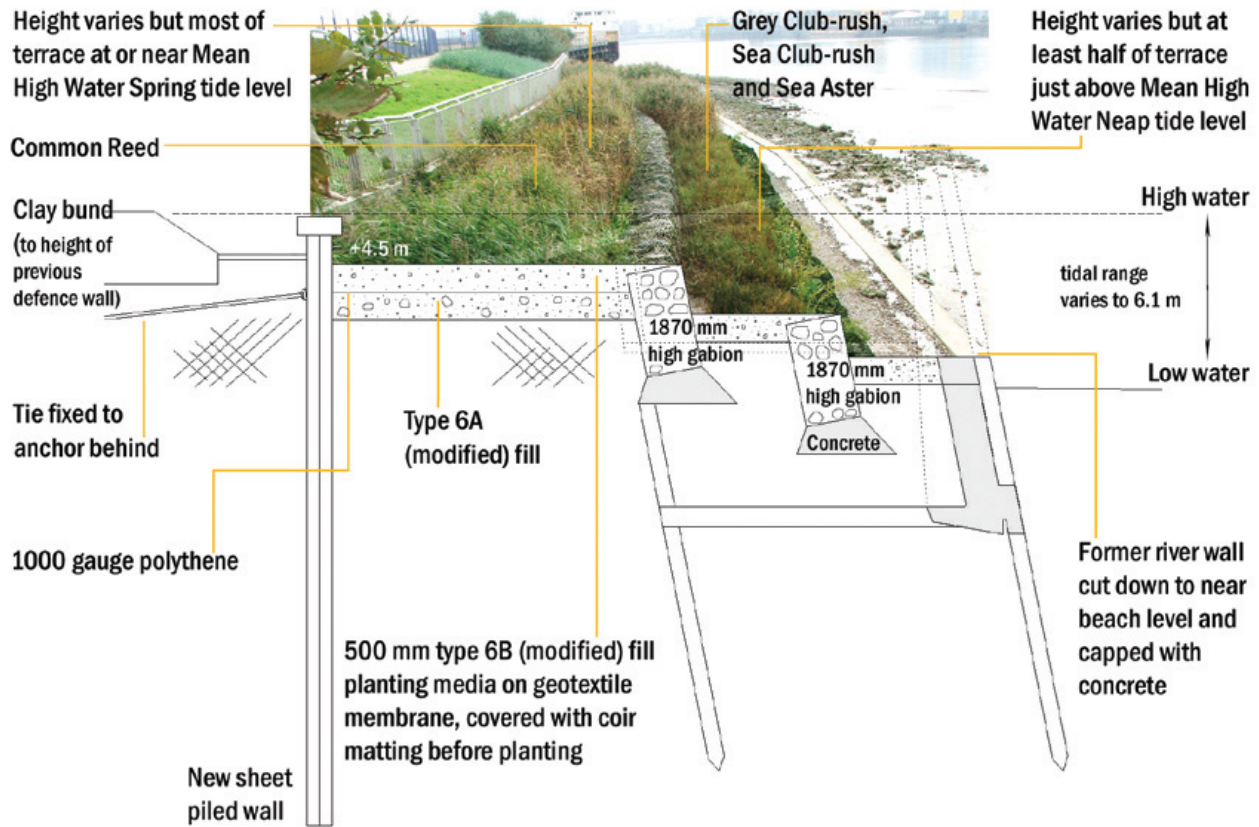 Height varies but most of
terrace at or near Mean
High Water Spring tide level
Grey Club-rush,
Sea Club-rush
and Sea Aster
Height varies but at
least half of terrace
just above Mean High
Water Neap tide level
Common Reed
Clay bund
(to height of
previous
defence wall)
+4.5 m
High water
tidal range
varies to 6.1 m
Low water
1870 mm
high gabion
1870 mm
high gabion
Concrete
Tie fixed to
anchor behind
Type 6A
(modified) fill
1000 gauge polythene
Former river wall
cut down to near
beach level and
capped with
concrete
500 mm type 6B (modified) fill
planting media on geotextile
membrane, covered with coir
matting before planting
New sheet
piled wall